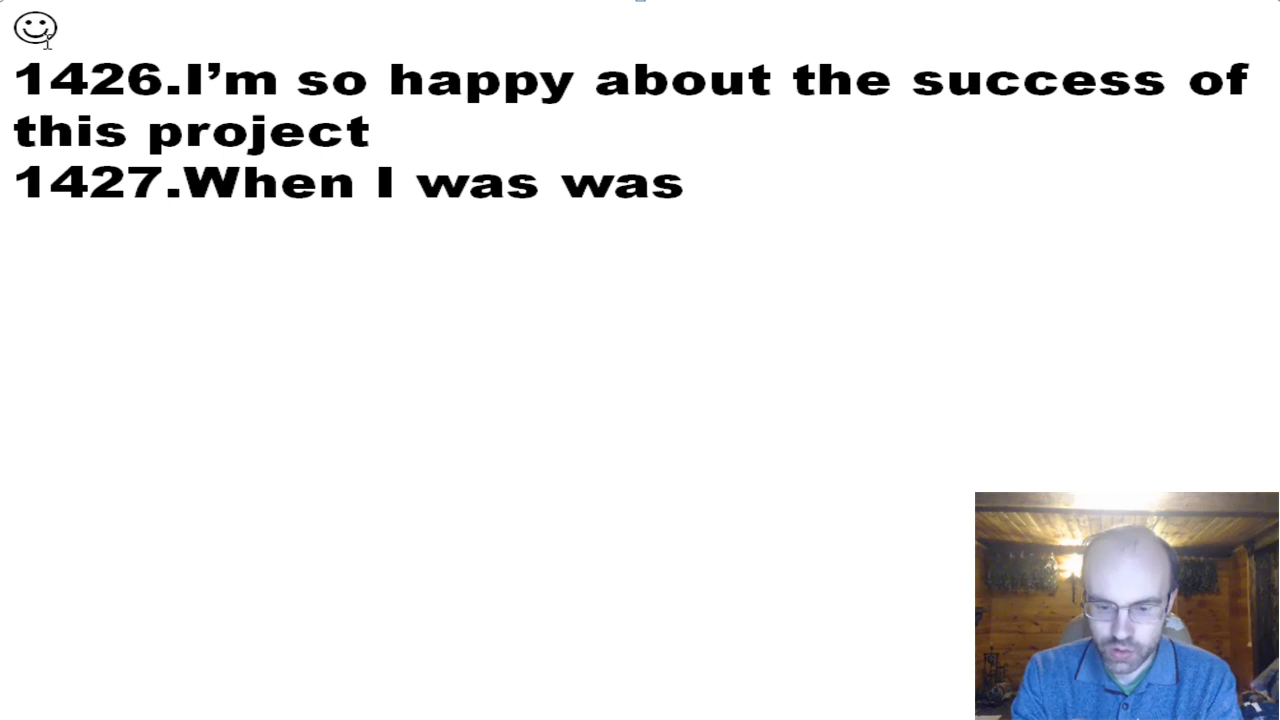 1426.I’m so happy about the success of
this project
1427.When I was was